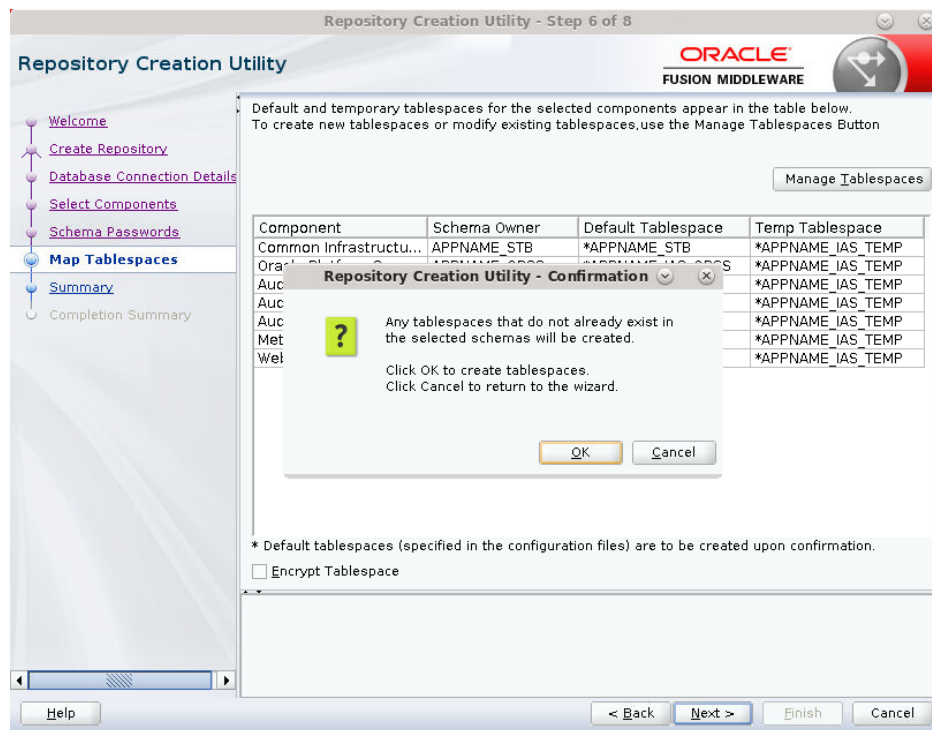 Repository Creation Utility - Step 6 of 8
Repository Creation Utility
ORACLE
FUSION MIDDLEWARE
Welcome
Create Repository
Database Connection Details
Select Components
Schema Passwords
Map Tablespaces
Summary
Completion Summary
Default and temporary tablespaces for the selected components appear in the table below.
To create new tablespaces or modify existing tablespaces,use the Manage Tablespaces Button
Manage Tablespaces
Component Schema Owner Default Tablespace Temp Tablespace
Common Infrastructu... APPNAME_STB *APPNAME_STB *APPNAME_IAS_TEMP
*APPNAME_IAS_TEMP
Auc *APPNAME_IAS_TEMP
Auc *APPNAME_IAS_TEMP
Auc *APPNAME_IAS_TEMP
Met *APPNAME_IAS_TEMP
Web *APPNAME_IAS_TEMP
Repository Creation Utility - Confirmation
?
Any tablespaces that do not already exist in
the selected schemas will be created.
Click OK to create tablespaces.
Click Cancel to return to the wizard.
OK Cancel
* Default tablespaces (specified in the configuration files) are to be created upon confirmation.
Encrypt Tablespace
Help < Back Next > Finish Cancel